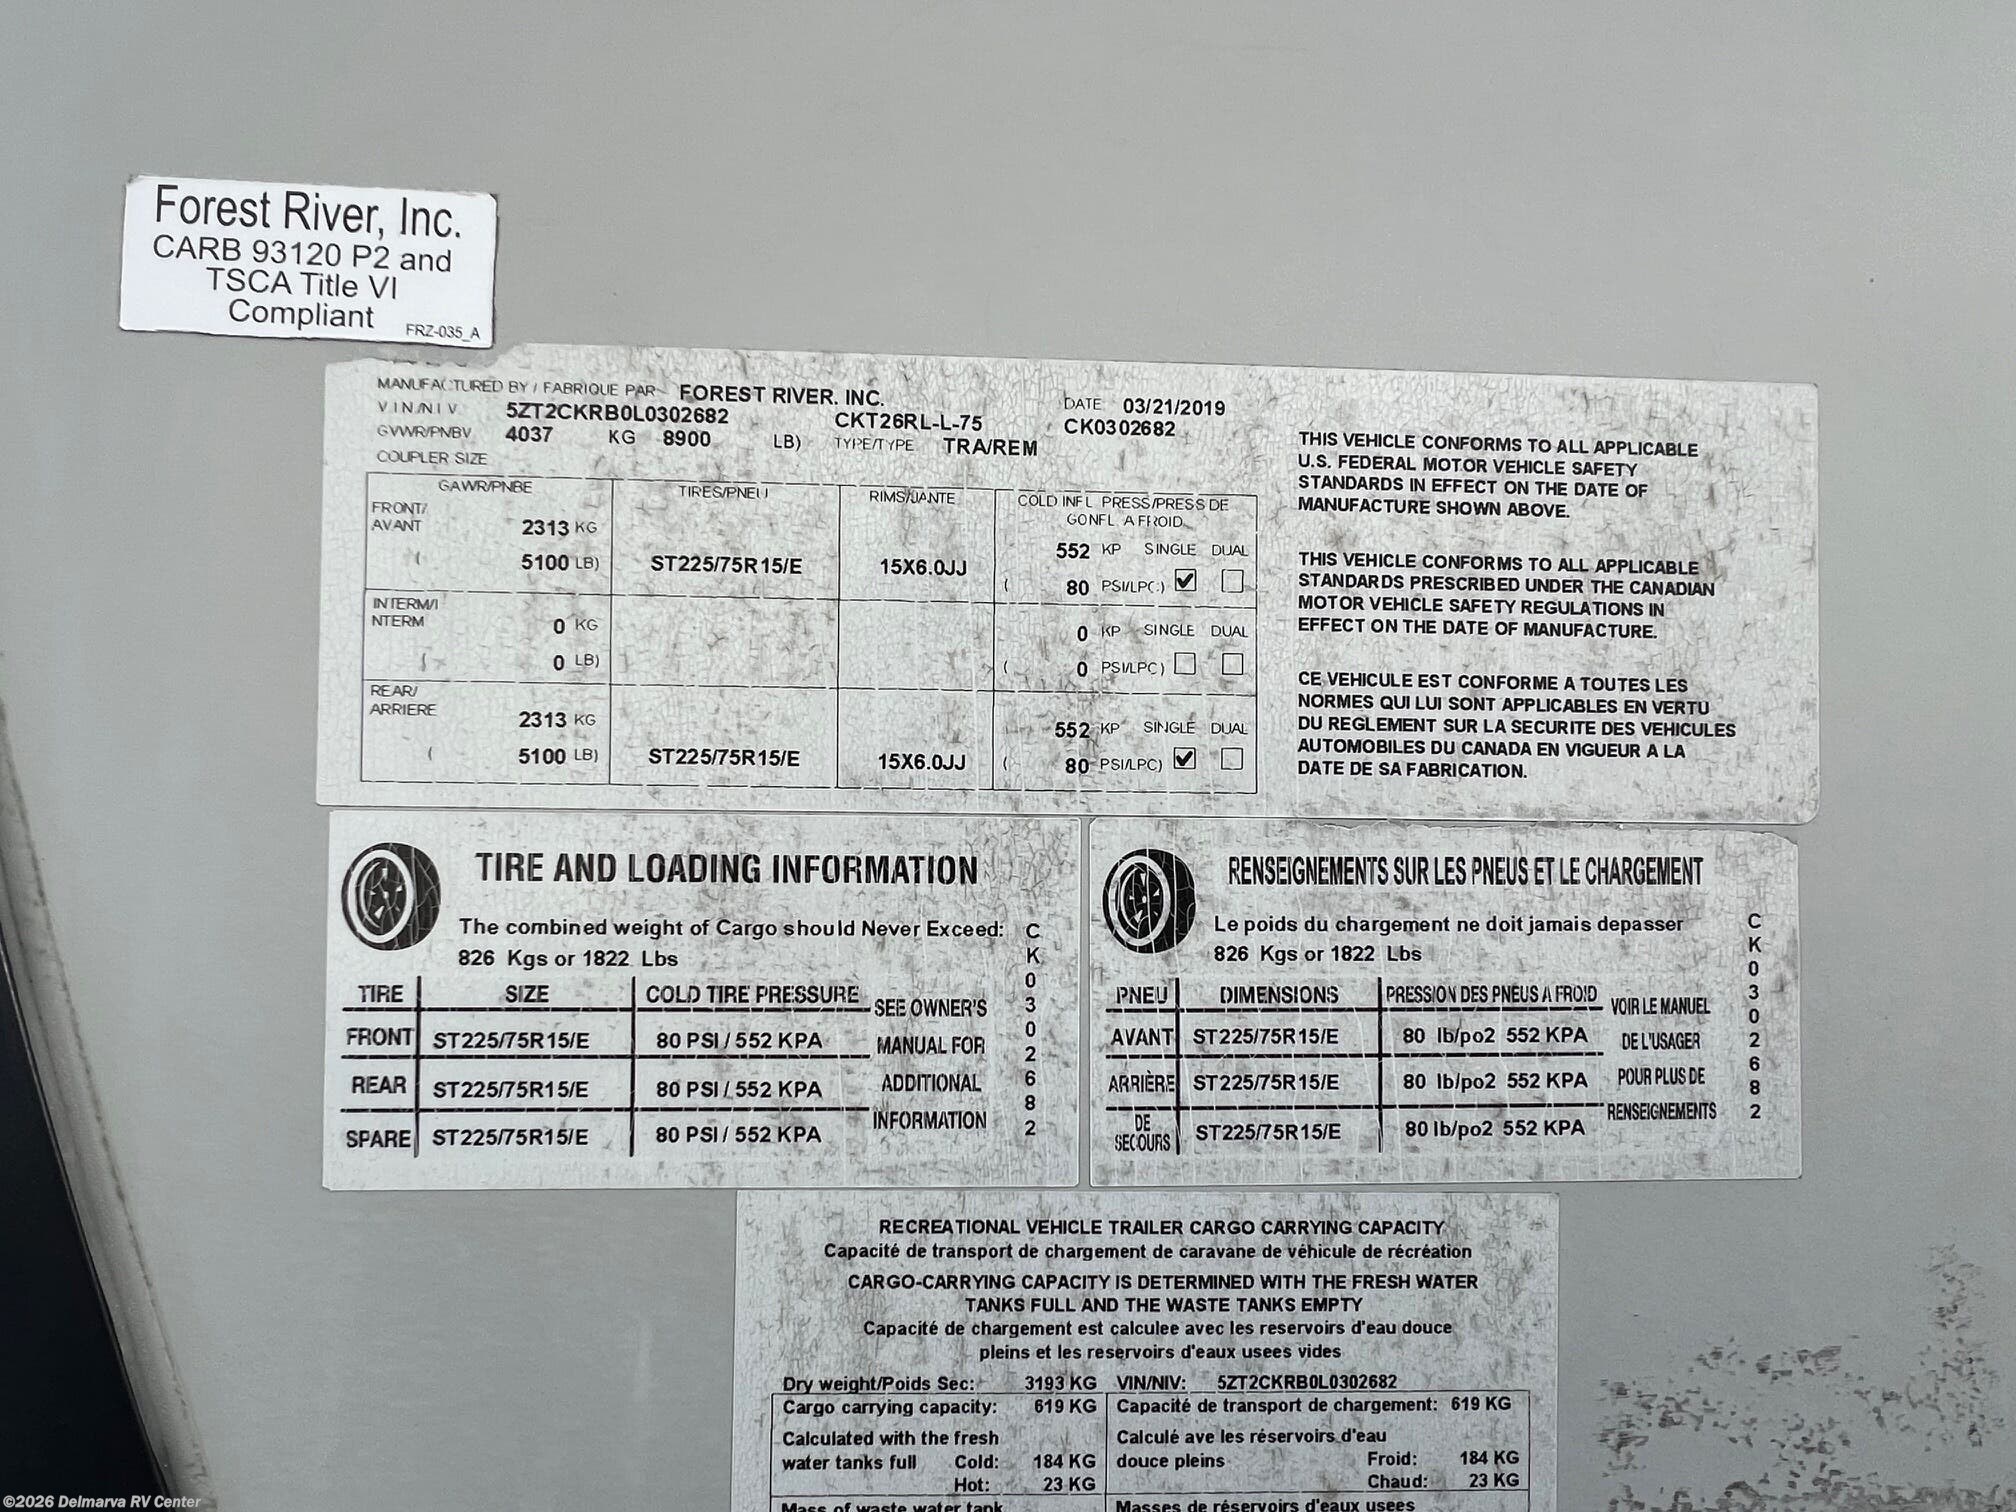 Forest River, Inc.
CARB 93120 P2 and
TSCA Title VI
Compliant
FRZ-035_A
MANUFACTURED BY / FABRIQUE PAR FOREST RIVER. INC.
DATE 03/21/2019
V I N /N I V 5ZT2CKRB0L0302682 CKT26RL-L-75 CK0302682
GVWR/PNBV 4037 KG 8900 LB) TYPE/TYPE TRA/REM
COUPLER SIZE
GAWR/PNBE TIRES/PNEU RIMS/JANTE COLD INFL PRESS/PRESS DE
GONFL A FROID
FRONT/
AVANT 2313 KG 552 KP SINGLE DUAL
( 5100 LB) ST225/75R15/E 15X6.0JJ ( 80 PSI/LPC) ✔ ☐
INTERM/I
NTERM 0 KG 0 KP SINGLE DUAL
( 0 LB) ( 0 PSI/LPC) ☐ ☐
REAR/
ARRIERE 2313 KG 552 KP SINGLE DUAL
( 5100 LB) ST225/75R15/E 15X6.0JJ ( 80 PSI/LPC) ✔ ☐
THIS VEHICLE CONFORMS TO ALL APPLICABLE
U.S. FEDERAL MOTOR VEHICLE SAFETY
STANDARDS IN EFFECT ON THE DATE OF
MANUFACTURE SHOWN ABOVE.
THIS VEHICLE CONFORMS TO ALL APPLICABLE
STANDARDS PRESCRIBED UNDER THE CANADIAN
MOTOR VEHICLE SAFETY REGULATIONS IN
EFFECT ON THE DATE OF MANUFACTURE.
CE VEHICULE EST CONFORME A TOUTES LES
NORMES QUI LUI SONT APPLICABLES EN VERTU
DU REGLEMENT SUR LA SECURITE DES VEHICULES
AUTOMOBILES DU CANADA EN VIGUEUR A LA
DATE DE SA FABRICATION.
TIRE AND LOADING INFORMATION
The combined weight of Cargo should Never Exceed:
826 Kgs or 1822 Lbs
TIRE SIZE COLD TIRE PRESSURE
FRONT ST225/75R15/E 80 PSI / 552 KPA
REAR ST225/75R15/E 80 PSI / 552 KPA
SPARE ST225/75R15/E 80 PSI / 552 KPA
SEE OWNER'S
MANUAL FOR
ADDITIONAL
INFORMATION
CK0302682
RENSEIGNEMENTS SUR LES PNEUS ET LE CHARGEMENT
Le poids du chargement ne doit jamais depasser
826 Kgs or 1822 Lbs
PNEU DIMENSIONS PRESSION DES PNEUS A FROID
AVANT ST225/75R15/E 80 lb/po2 552 KPA
ARRIÈRE ST225/75R15/E 80 lb/po2 552 KPA
DE
SECOURS ST225/75R15/E 80 lb/po2 552 KPA
VOIR LE MANUEL
DE L'USAGER
POUR PLUS DE
RENSEIGNEMENTS
CK0302682
RECREATIONAL VEHICLE TRAILER CARGO CARRYING CAPACITY
Capacité de transport de chargement de caravane de véhicule de récréation
CARGO-CARRYING CAPACITY IS DETERMINED WITH THE FRESH WATER
TANKS FULL AND THE WASTE TANKS EMPTY
Capacité de chargement est calculee avec les reservoirs d'eau douce
pleins et les reservoirs d'eaux usees vides
Dry weight/Poids Sec: 3193 KG VIN/NIV: 5ZT2CKRB0L0302682
Cargo carrying capacity: 619 KG Capacité de transport de chargement: 619 KG
Calculated with the fresh Calculé ave les réservoirs d'eau
water tanks full Cold: 184 KG douce pleins Froid: 184 KG
Hot: 23 KG Chaud: 23 KG
Mass of waste water tank Masses de réservoirs d'eaux usees
©2026 Delmarva RV Center